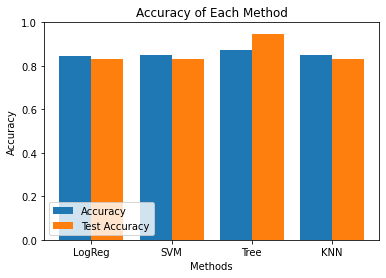 Accuracy of Each Method
Accuracy
1.0
0.8
0.6
0.4
0.2
0.0
Accuracy
Test Accuracy
LogReg SVM Tree KNN
Methods